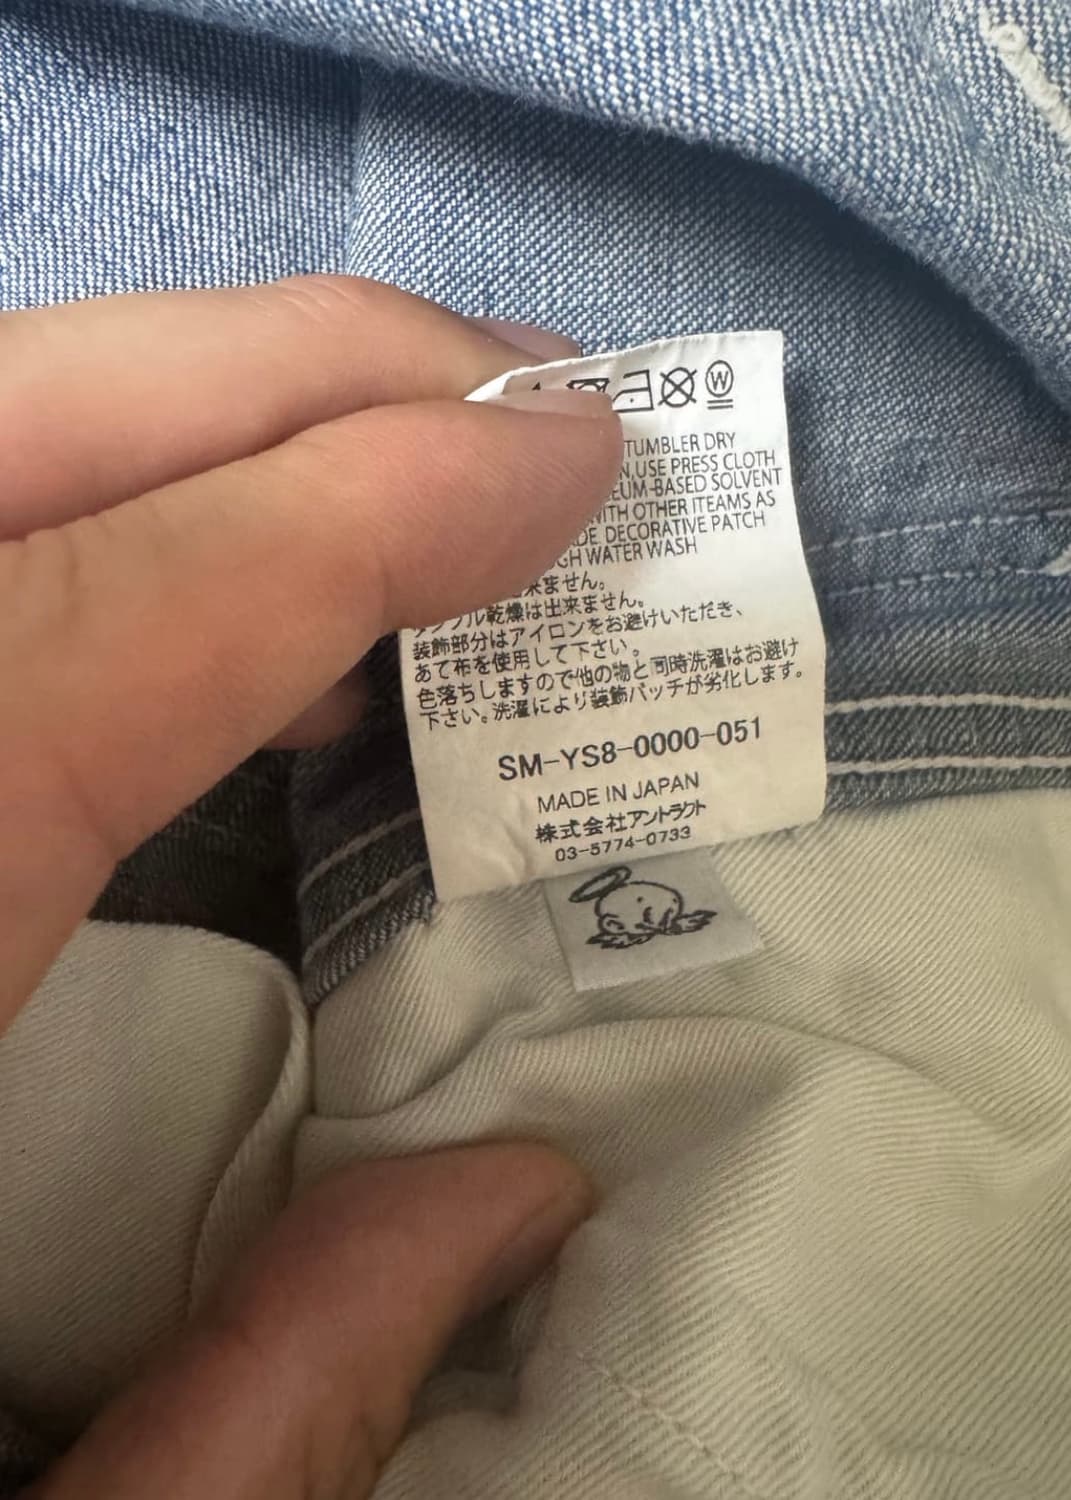 W
TUMBLER DRY
USE PRESS CLOTH
BASED SOLVENT
WITH OTHER ITEAMS AS
DECORATIVE PATCH
WATER WASH
来ません。
乾燥は出来ません。
装飾部分はアイロンをお避けいただき、
あて布を使用して下さい。
色落ちしますので他の物と同時洗濯はお避け
下さい。洗濯により装飾パッチが劣化します。
SM-YS8-0000-051
MADE IN JAPAN
株式会社アントラクト
03-5774-0733